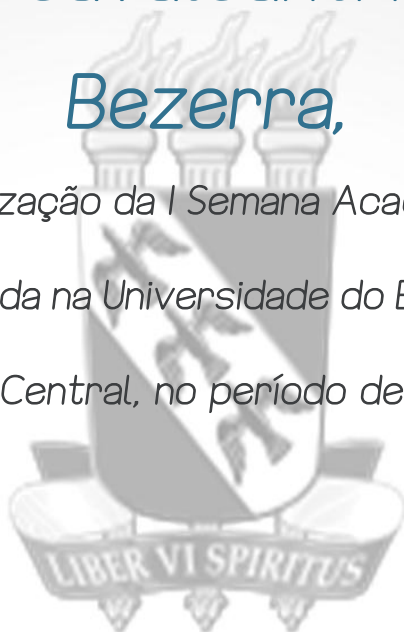 Bezerra,
zação da I Semana Aca
da na Universidade do E
Central, no período de
LIBER VI SPIRITUS